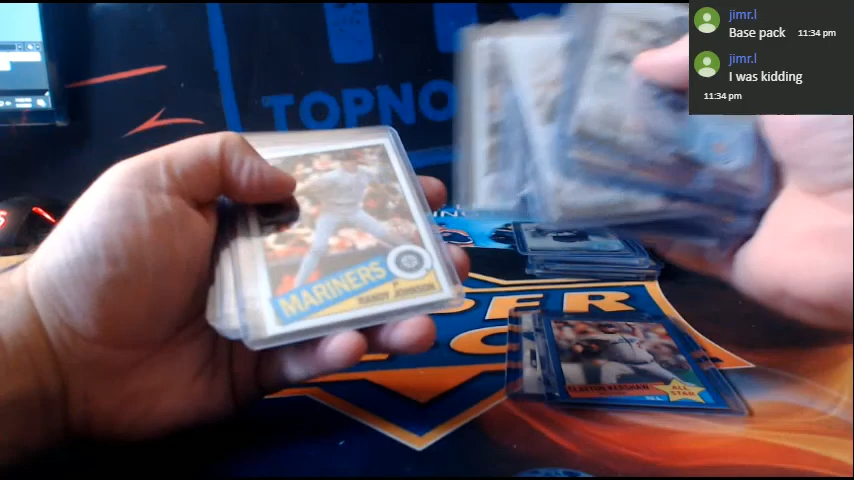 jimr.l
Base pack 11:34 pm
jimr.l
I was kidding
11:34 pm
TOPNO
MARINERS
P
RANDY JOHNSON
CLAYTON KERSHAW
ALL
STAR
N.L.